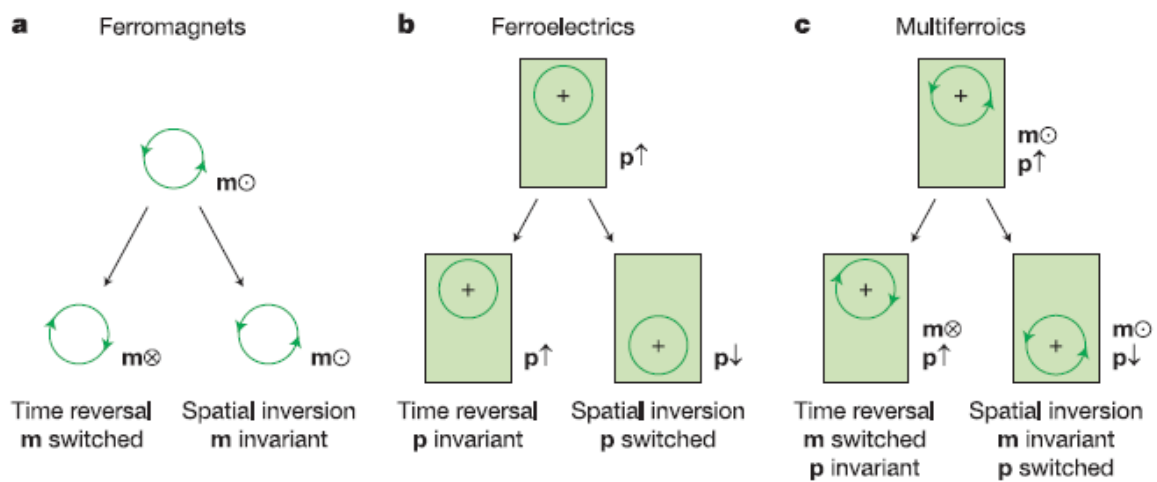 a Ferromagnets
m⊙
m⊗
m⊙
Time reversal
m switched
Spatial inversion
m invariant
b Ferroelectrics
+
p↑
+
p↑
+
p↓
Time reversal
p invariant
Spatial inversion
p switched
c Multiferroics
+
m⊙
p↑
+
m⊗
p↑
+
m⊙
p↓
Time reversal
m switched
p invariant
Spatial inversion
m invariant
p switched